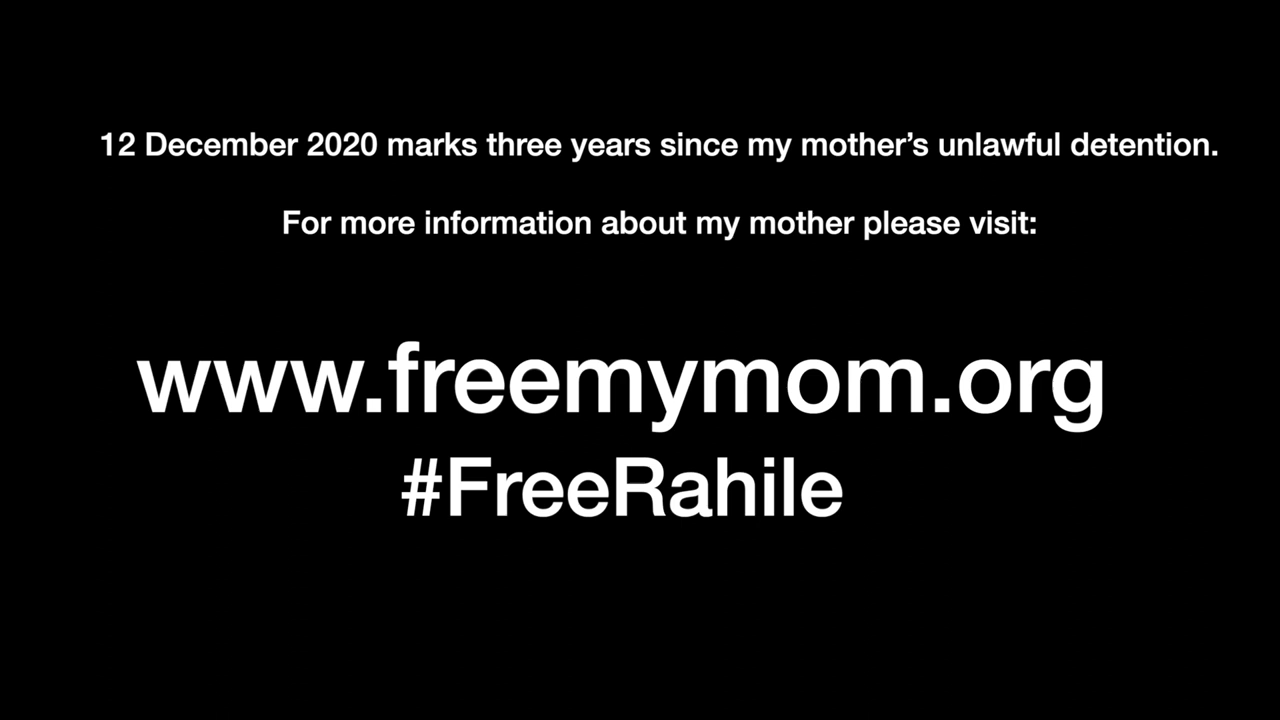 12 December 2020 marks three years since my mother’s unlawful detention.
For more information about my mother please visit:
www.freemymom.org
#FreeRahile